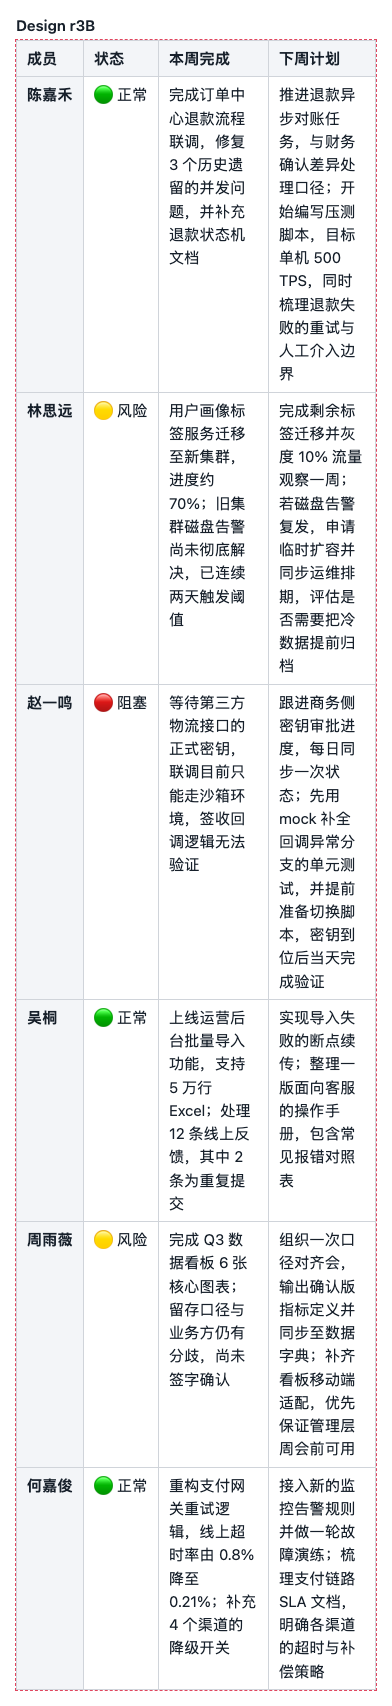 Design r3B
成员 状态 本周完成 下周计划
陈嘉禾 正常
完成订单中
心退款流程
联调，修复
3 个历史遗
留的并发问
题，并补充
退款状态机
文档
推进退款异
步对账任
务，与财务
确认差异处
理口径；开
始编写压测
脚本，目标
单机 500
TPS，同时
梳理退款失
败的重试与
人工介入边
界
林思远 风险
用户画像标
签服务迁移
至新集群，
进度约
70%；旧集
群磁盘告警
尚未彻底解
决，已连续
两天触发阈
值
完成剩余标
签迁移并灰
度 10% 流量
观察一周；
若磁盘告警
复发，申请
临时扩容并
同步运维排
期，评估是
否需要把冷
数据提前归
档
赵一鸣 阻塞
等待第三方
物流接口的
正式密钥，
联调目前只
能走沙箱环
境，签收回
调逻辑无法
验证
跟进商务侧
密钥审批进
度，每日同
步一次状
态；先用
mock 补全
回调异常分
支的单元测
试，并提前
准备切换脚
本，密钥到
位后当天完
成验证
吴桐 正常
上线运营后
台批量导入
功能，支持
5 万行
Excel；处理
12 条线上反
馈，其中 2
条为重复提
交
实现导入失
败的断点续
传；整理一
版面向客服
的操作手
册，包含常
见报错对照
表
周雨薇 风险
完成 Q3 数
据看板 6 张
核心图表；
留存口径与
业务方仍有
分歧，尚未
签字确认
组织一次口
径对齐会，
输出确认版
指标定义并
同步至数据
字典；补齐
看板移动端
适配，优先
保证管理层
周会前可用
何嘉俊 正常
重构支付网
关重试逻
辑，线上超
时率由 0.8%
降至
0.21%；补充
4 个渠道的
降级开关
接入新的监
控告警规则
并做一轮故
障演练；梳
理支付链路
SLA 文档，
明确各渠道
的超时与补
偿策略